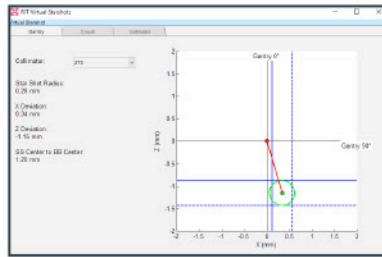 RIT Virtual Starshots
Virtual Starshot
Gantry
Couch
Collimator
Collimator:
Star Shot Radius:
0.28 mm
X Deviation:
0.34 mm
Z Deviation:
-1.15 mm
SS Center to BB Center:
1.20 mm
Gantry 0°
Gantry 90°
2
1.5
1
0.5
0
-0.5
-1
-1.5
-2
Z (mm)
-2 -1.5 -1 -0.5 0 0.5 1 1.5 2
X (mm)